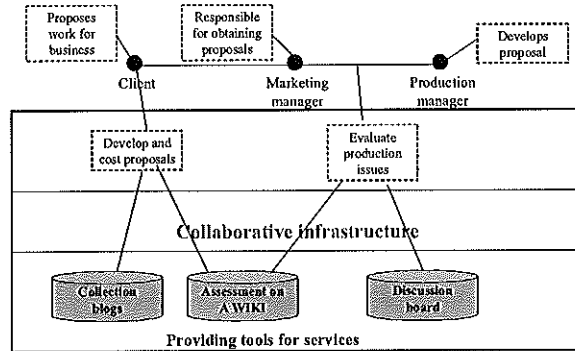 Proposes
work for
business
Responsible
for obtaining
proposals
Develops
proposal
Client
Marketing
manager
Production
manager
Develop and
cost proposals
Evaluate
production
issues
Collaborative infrastructure
Collection
blogs
Assessment on
A WIKI
Discussion
board
Providing tools for services